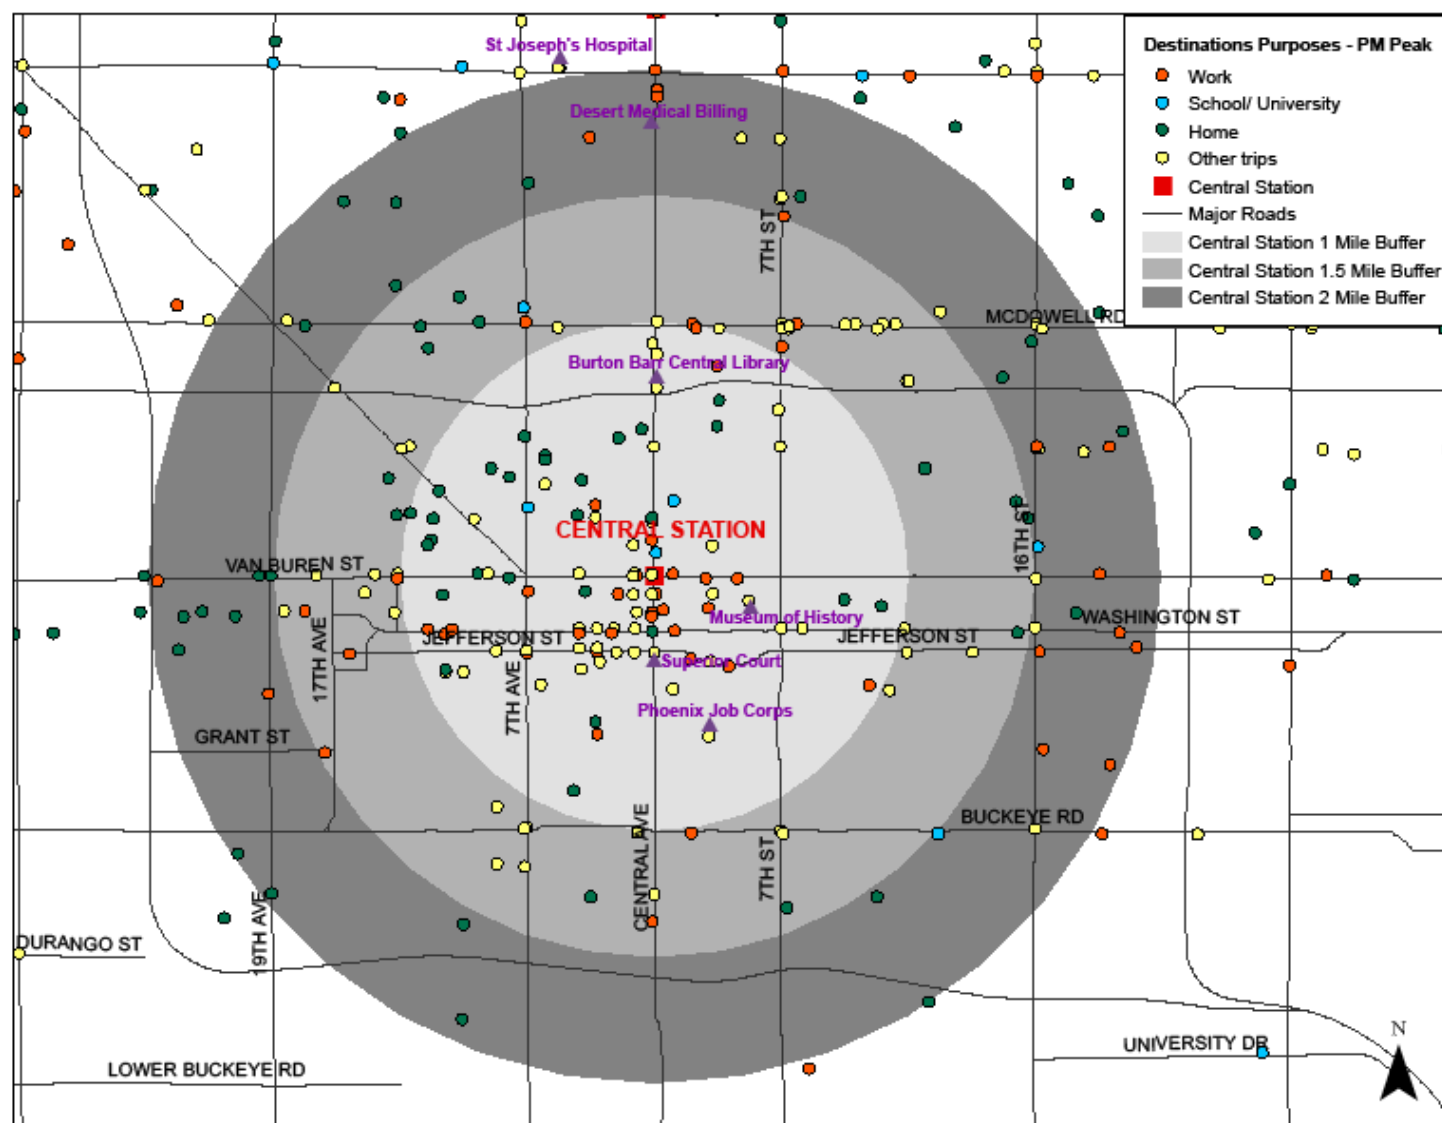 St Joseph's Hospital
Destinations Purposes - PM Peak
Work
School/ University
Home
Other trips
Central Station
Major Roads
Central Station 1 Mile Buffer
Central Station 1.5 Mile Buffer
Central Station 2 Mile Buffer
Desert Medical Billing
7TH ST
MCDOWELL RD
Burton Barr Central Library
CENTRAL STATION
16TH ST
VAN BUREN ST
Museum of History
WASHINGTON ST
JEFFERSON ST
JEFFERSON ST
17TH AVE
7TH AVE
Superior Court
Phoenix Job Corps
GRANT ST
BUCKEYE RD
CENTRAL AVE
7TH ST
19TH AVE
DURANGO ST
N
UNIVERSITY DR
LOWER BUCKEYE RD